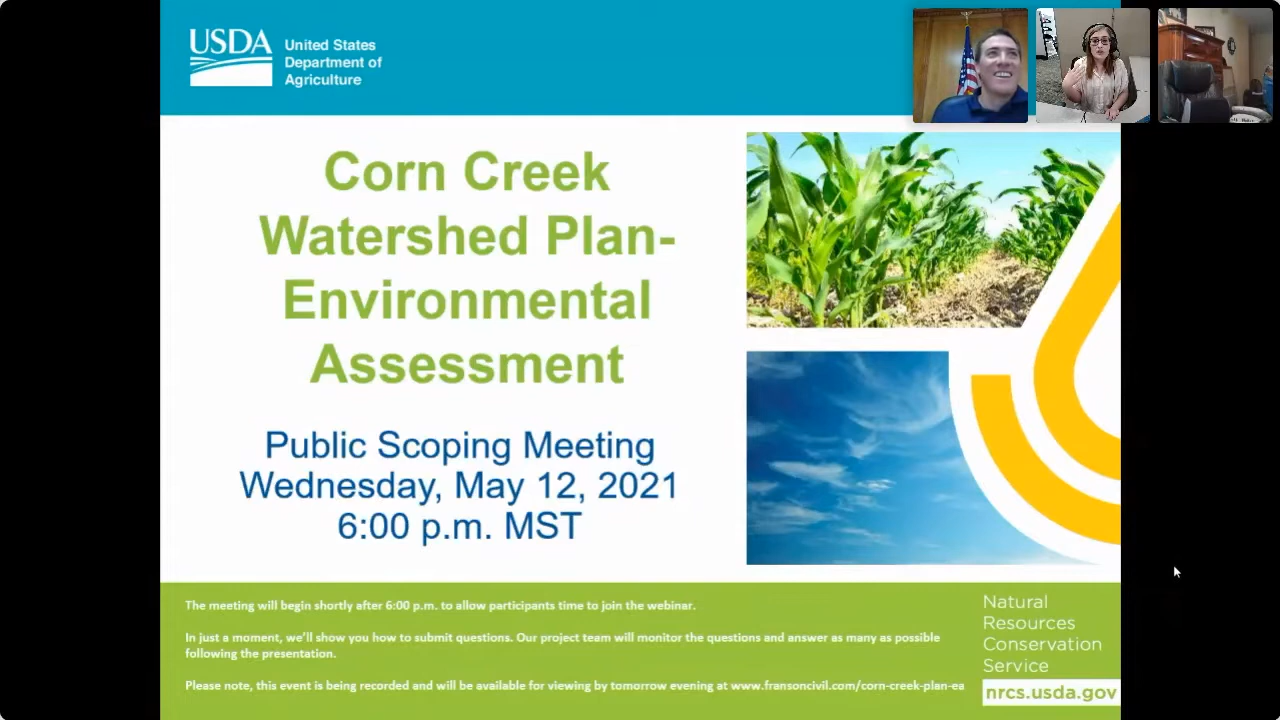 USDA
United States
Department of
Agriculture
Corn Creek
Watershed Plan-
Environmental
Assessment
Public Scoping Meeting
Wednesday, May 12, 2021
6:00 p.m. MST
The meeting will begin shortly after 6:00 p.m. to allow participants time to join the webinar.
In just a moment, we'll show you how to submit questions. Our project team will monitor the questions and answer as many as possible
following the presentation.
Please note, this event is being recorded and will be available for viewing by tomorrow evening at www.fransoncivil.com/corn-creek-plan-ea
Natural
Resources
Conservation
Service
nrcs.usda.gov